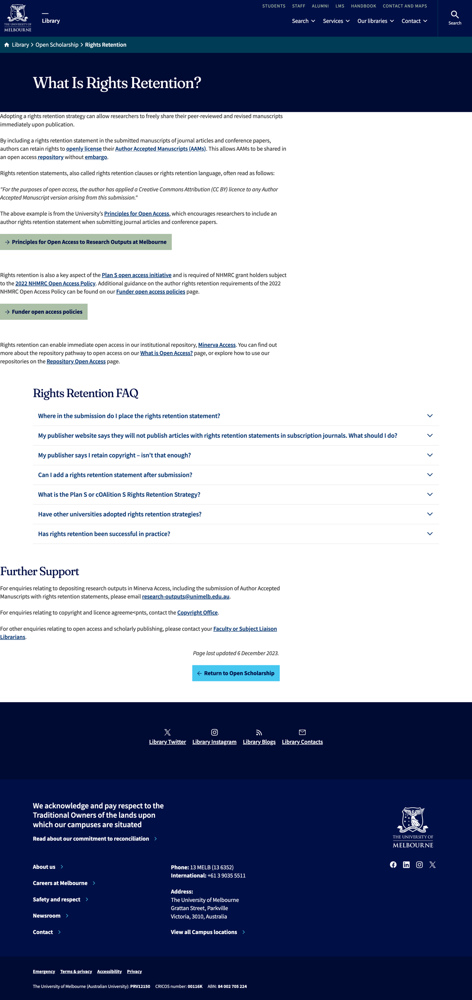 THE UNIVERSITY OF
MELBOURNE
Library
STUDENTS STAFF ALUMNI LMS HANDBOOK CONTACT AND MAPS
Search Services Our libraries Contact
Search
Library > Open Scholarship > Rights Retention
What Is Rights Retention?
Adopting a rights retention strategy can allow researchers to freely share their peer-reviewed and revised manuscripts
immediately upon publication.
By including a rights retention statement in the submitted manuscripts of journal articles and conference papers,
authors can retain rights to openly license their Author Accepted Manuscripts (AAMs). This allows AAMs to be shared in
an open access repository without embargo.
Rights retention statements, also called rights retention clauses or rights retention language, often read as follows:
"For the purposes of open access, the author has applied a Creative Commons Attribution (CC BY) licence to any Author
Accepted Manuscript version arising from this submission."
The above example is from the University’s Principles for Open Access, which encourages researchers to include an
author rights retention statement when submitting journal articles and conference papers.
→ Principles for Open Access to Research Outputs at Melbourne
Rights retention is also a key aspect of the Plan S open access initiative and is required of NHMRC grant holders subject
to the 2022 NHMRC Open Access Policy. Additional guidance on the author rights retention requirements of the 2022
NHMRC Open Access Policy can be found on our Funder open access policies page.
→ Funder open access policies
Rights retention can enable immediate open access in our institutional repository, Minerva Access. You can find out
more about the repository pathway to open access on our What is Open Access? page, or explore how to use our
repositories on the Repository Open Access page.
Rights Retention FAQ
Where in the submission do I place the rights retention statement?
My publisher website says they will not publish articles with rights retention statements in subscription journals. What should I do?
My publisher says I retain copyright – isn’t that enough?
Can I add a rights retention statement after submission?
What is the Plan S or cOAlition S Rights Retention Strategy?
Have other universities adopted rights retention strategies?
Has rights retention been successful in practice?
Further Support
For enquiries relating to depositing research outputs in Minerva Access, including the submission of Author Accepted
Manuscripts with rights retention statements, please email research-outputs@unimelb.edu.au.
For enquiries relating to copyright and licence agreeme<pnts, contact the Copyright Office.
For other enquiries relating to open access and scholarly publishing, please contact your Faculty or Subject Liaison
Librarians.
Page last updated 6 December 2023.
← Return to Open Scholarship
Library Twitter Library Instagram Library Blogs Library Contacts
We acknowledge and pay respect to the
Traditional Owners of the lands upon
which our campuses are situated
Read about our commitment to reconciliation
THE UNIVERSITY OF
MELBOURNE
About us
Careers at Melbourne
Safety and respect
Newsroom
Contact
Phone: 13 MELB (13 6352)
International: +61 3 9035 5511
Address:
The University of Melbourne
Grattan Street, Parkville
Victoria, 3010, Australia
View all Campus locations
Emergency Terms & privacy Accessibility Privacy
The University of Melbourne (Australian University): PRV12150 CRICOS number: 00116K ABN: 84 002 705 224